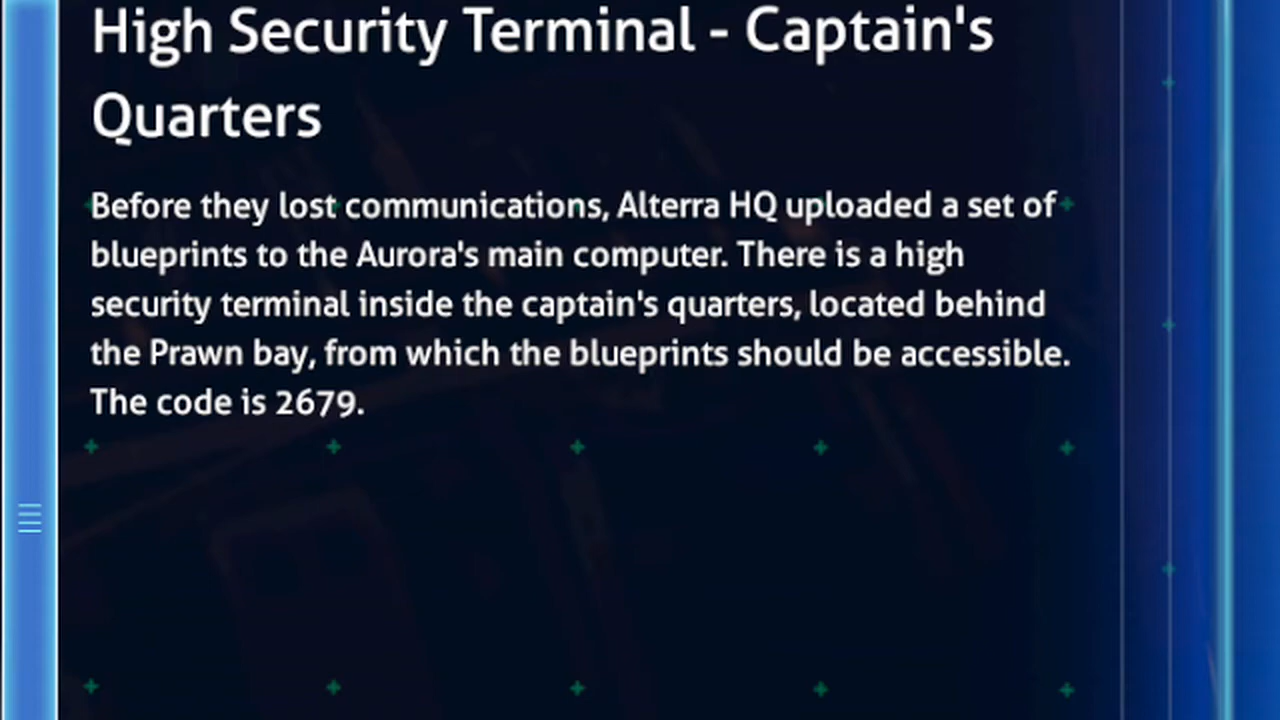 High Security Terminal - Captain's
Quarters
Before they lost communications, Alterra HQ uploaded a set of
blueprints to the Aurora's main computer. There is a high
security terminal inside the captain's quarters, located behind
the Prawn bay, from which the blueprints should be accessible.
The code is 2679.